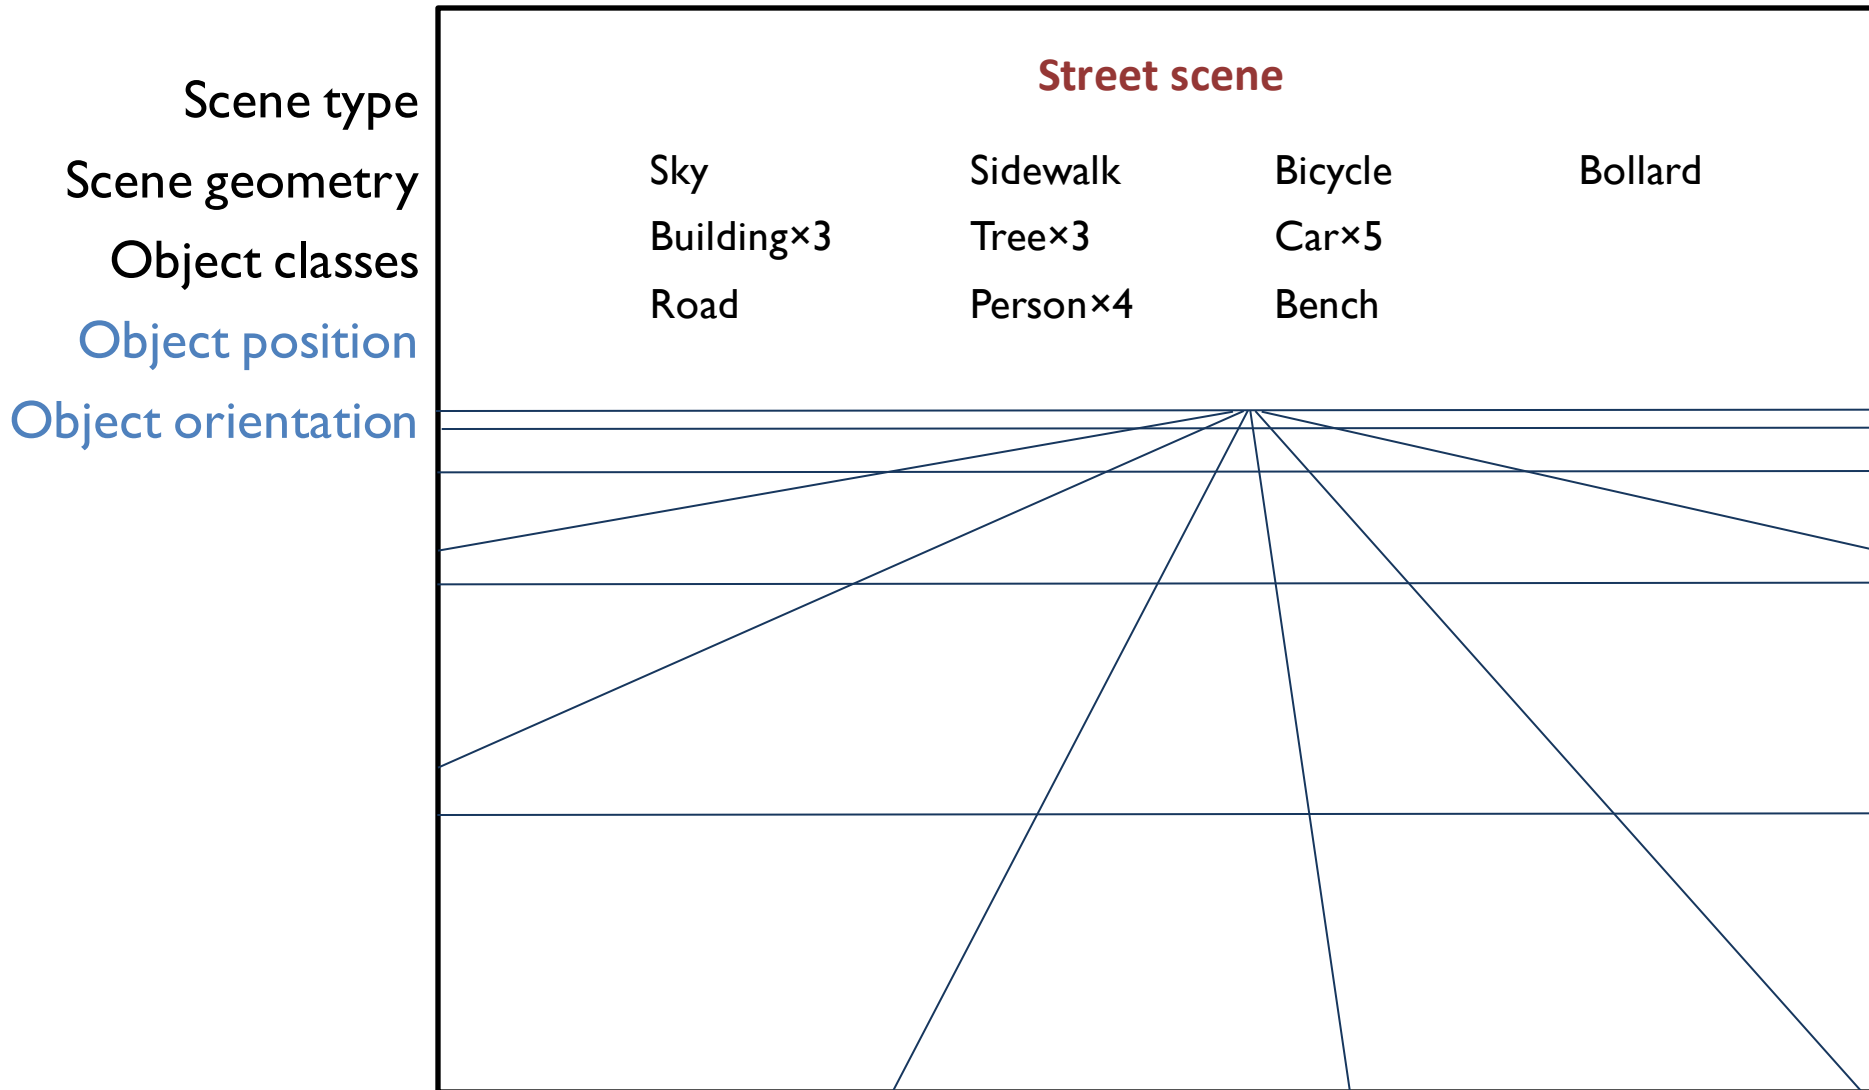 Scene type
Scene geometry
Object classes
Object position
Object orientation
Street scene
Sky
Building×3
Road
Sidewalk
Tree×3
Person×4
Bicycle
Car×5
Bench
Bollard